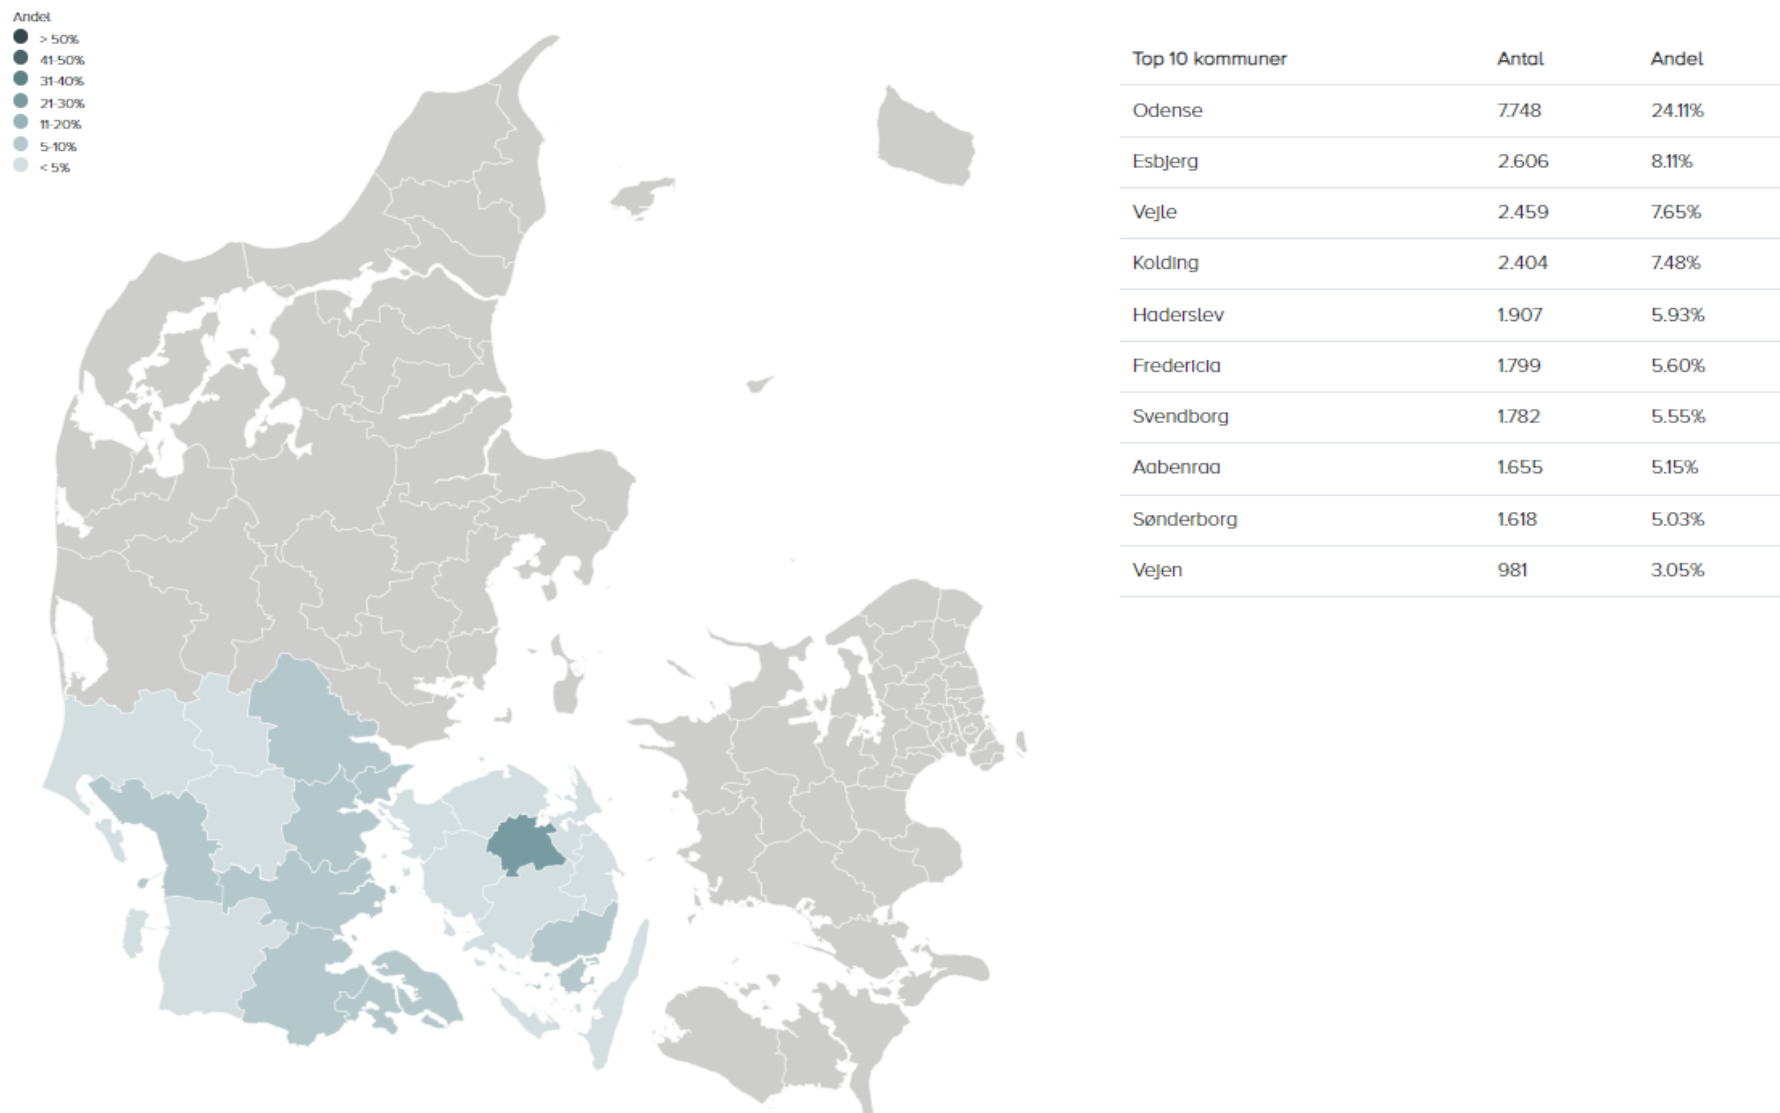 Andel
> 50%
41-50%
31-40%
21-30%
11-20%
5-10%
< 5%
Top 10 kommuner Antal Andel
Odense 7.748 24.11%
Esbjerg 2.606 8.11%
Vejle 2.459 7.65%
Kolding 2.404 7.48%
Haderslev 1.907 5.93%
Fredericia 1.799 5.60%
Svendborg 1.782 5.55%
Aabenraa 1.655 5.15%
Sønderborg 1.618 5.03%
Vejen 981 3.05%